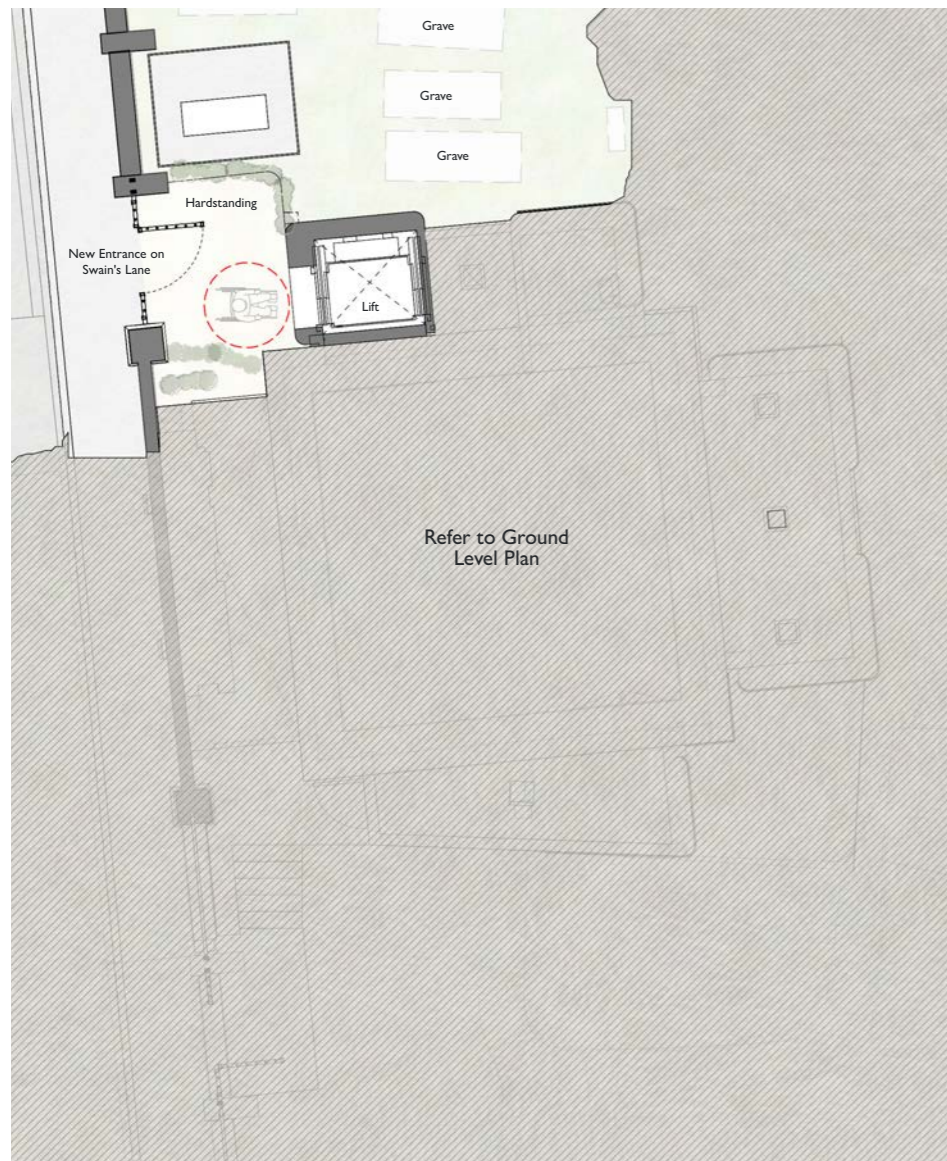 Grave
Grave
Grave
Hardstanding
New Entrance on
Swain's Lane
Lift
Refer to Ground
Level Plan